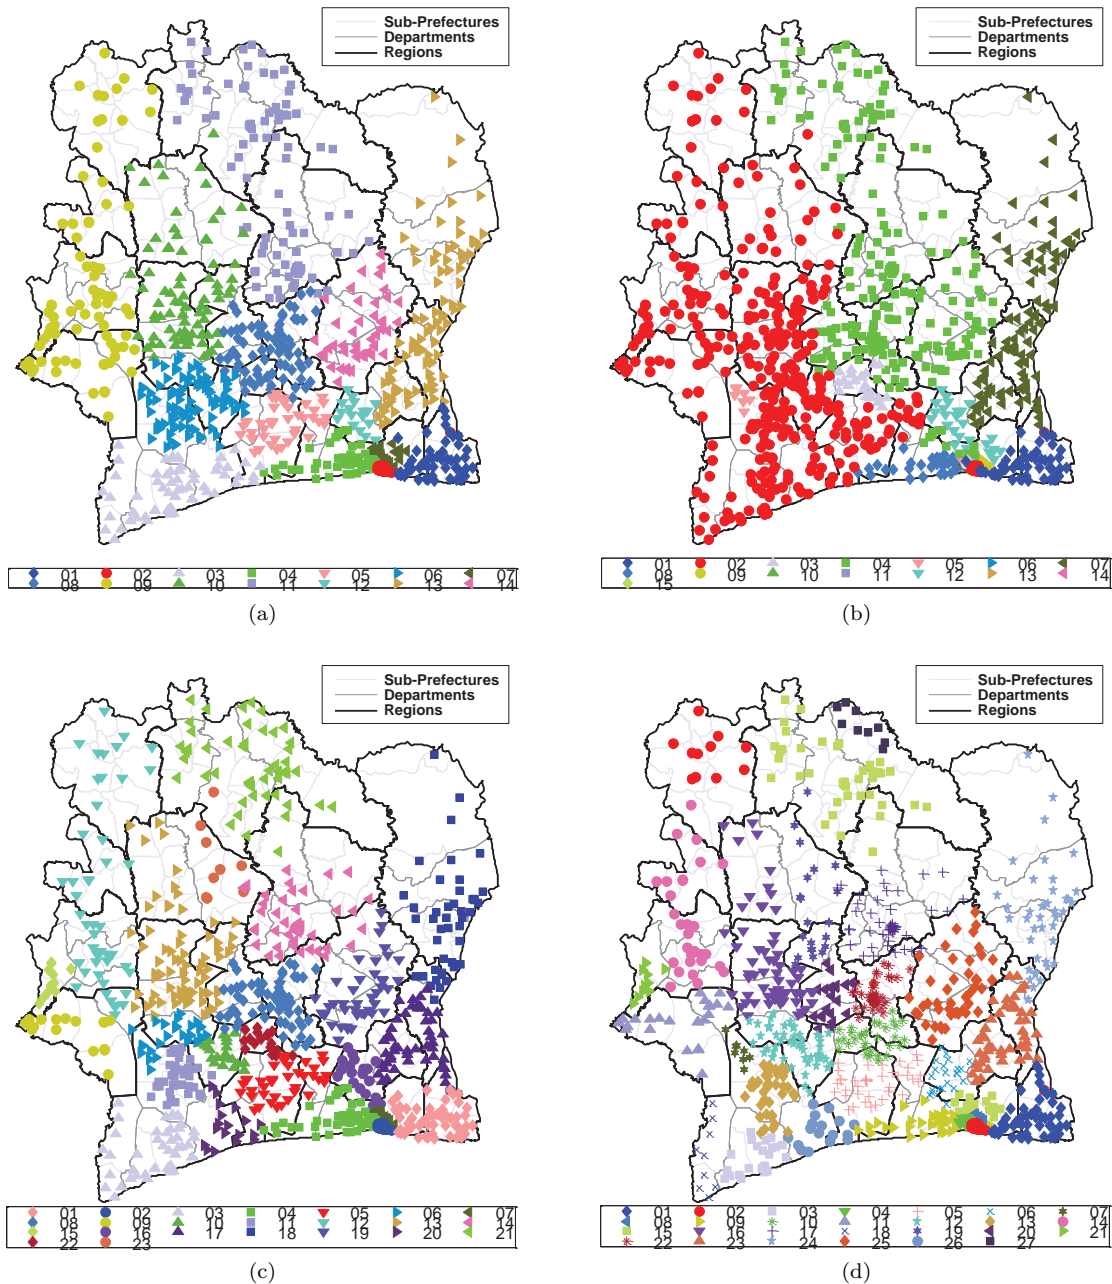 Sub-Prefectures
Departments
Regions
01 02 03 04 05 06 07
08 09 10 11 12 13 14
(a)
Sub-Prefectures
Departments
Regions
01 02 03 04 05 06 07
08 09 10 11 12 13 14
15
(b)
Sub-Prefectures
Departments
Regions
01 02 03 04 05 06 07
08 09 10 11 12 13 14
15 16 17 18 19 20 21
22 23
(c)
Sub-Prefectures
Departments
Regions
01 02 03 04 05 06 07
08 09 10 11 12 13 14
15 16 17 18 19 20 21
22 23 24 25 26 27
(d)